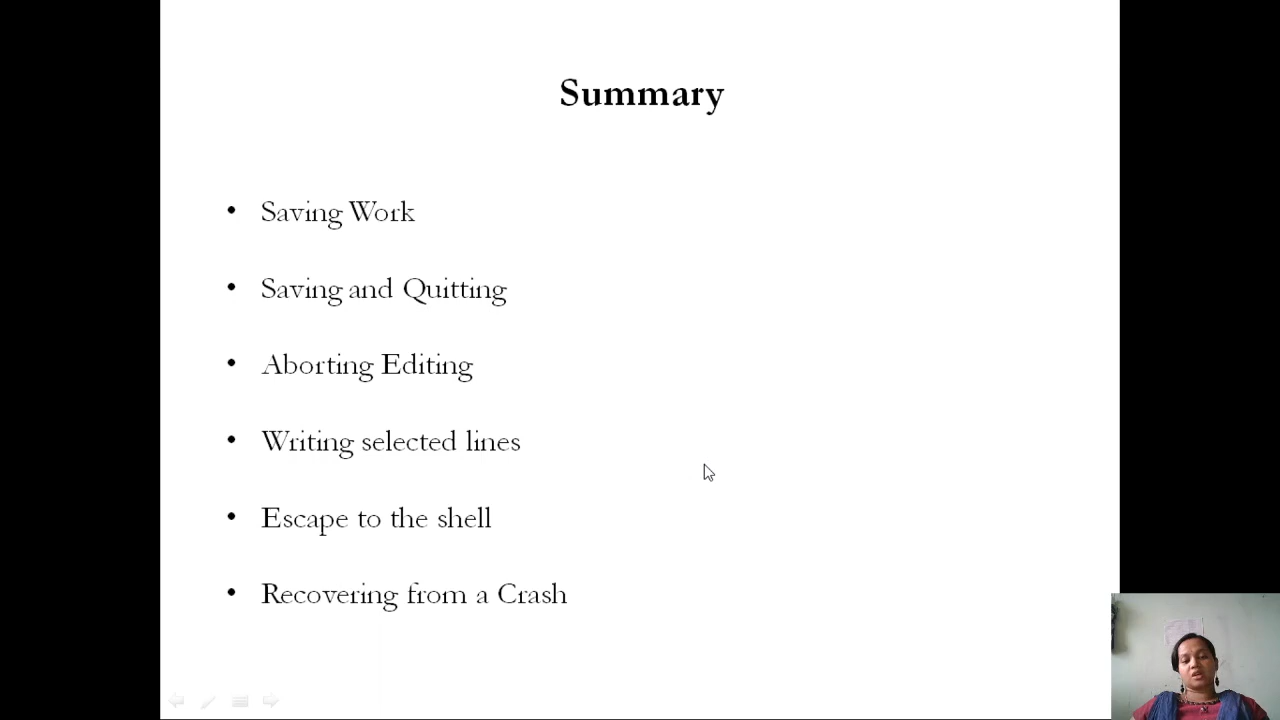 Summary
• Saving Work
• Saving and Quitting
• Aborting Editing
• Writing selected lines
• Escape to the shell
• Recovering from a Crash